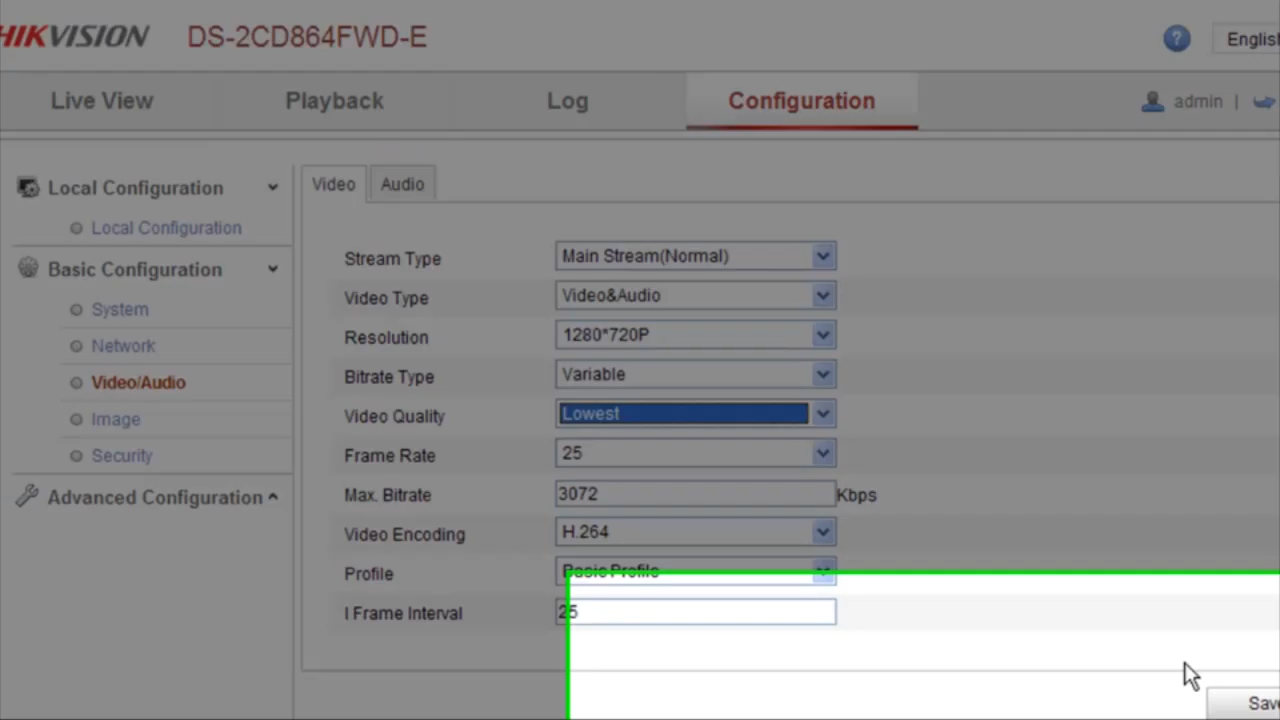 HIKVISION DS-2CD864FWD-E
? English
Live View Playback Log Configuration admin |
Local Configuration
Local Configuration
Basic Configuration
System
Network
Video/Audio
Image
Security
Advanced Configuration
Video Audio
Stream Type Main Stream(Normal)
Video Type Video&Audio
Resolution 1280*720P
Bitrate Type Variable
Video Quality Lowest
Frame Rate 25
Max. Bitrate 3072 Kbps
Video Encoding H.264
Profile Basic Profile
I Frame Interval 25
Save